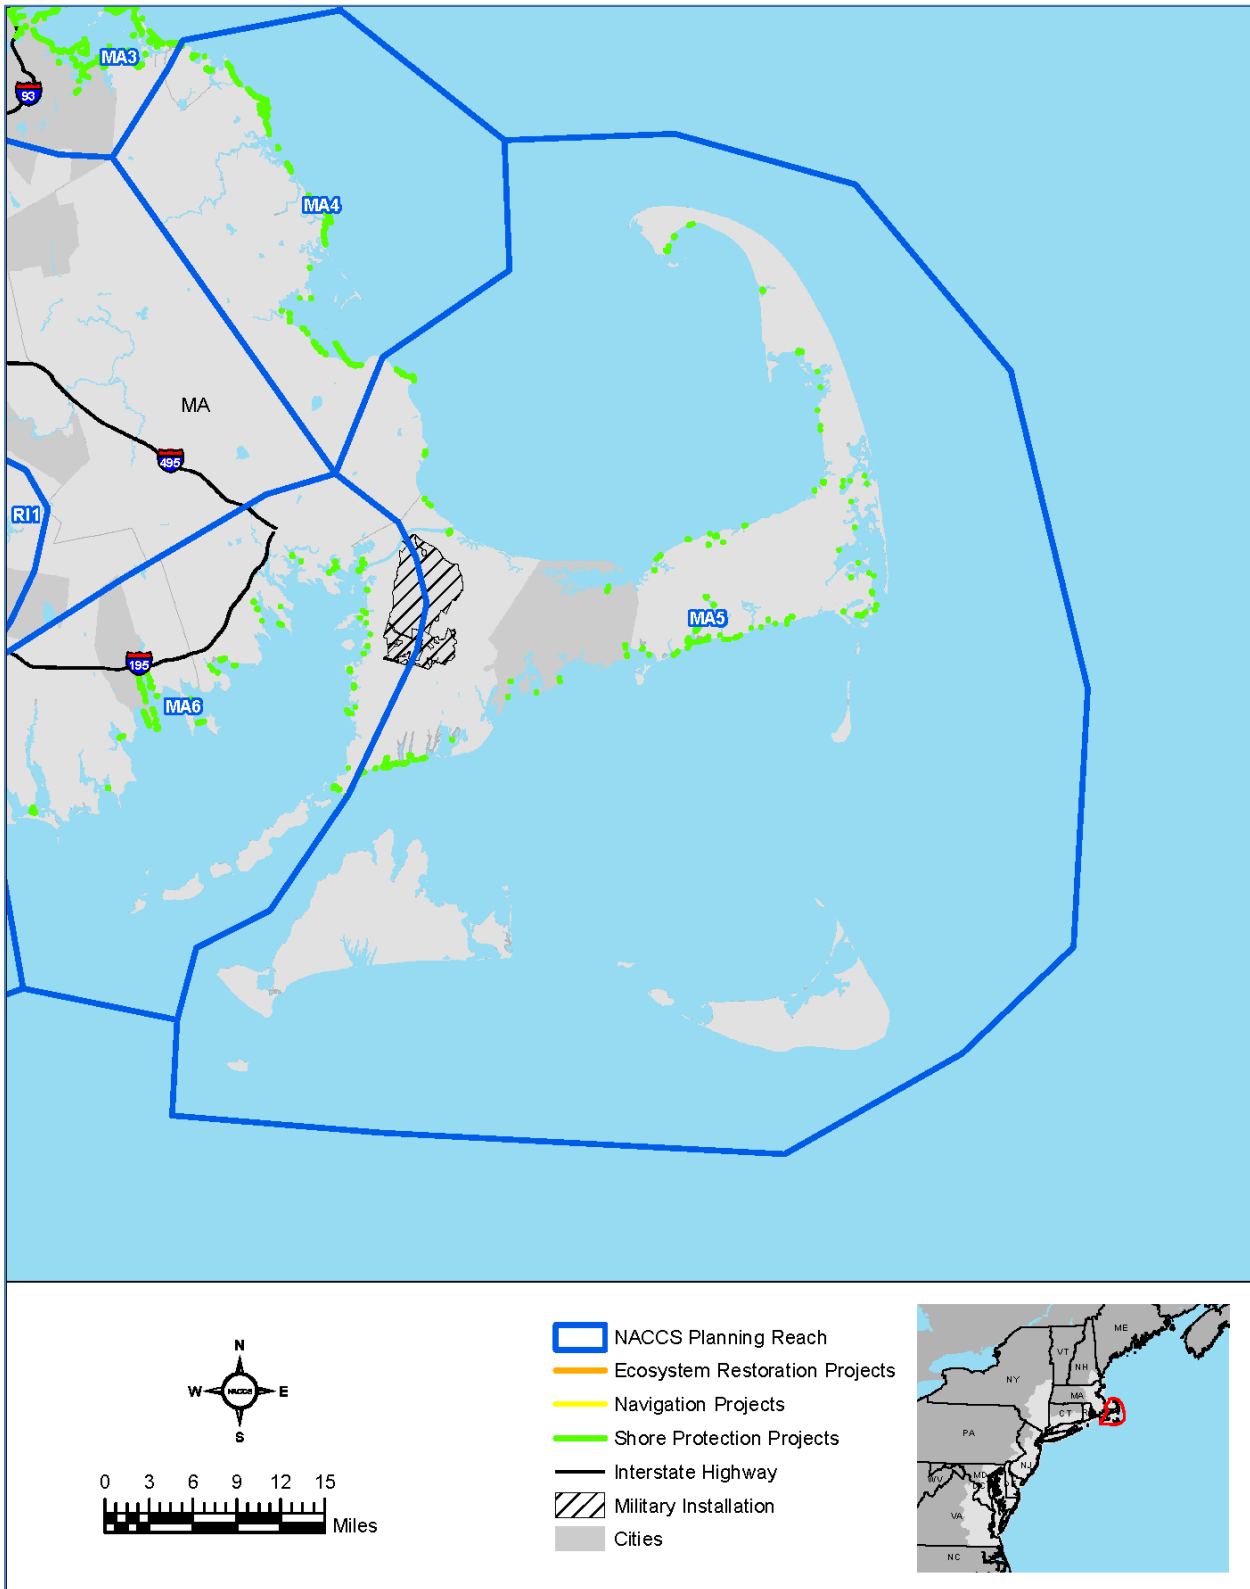 MA3
93
MA4
MA
495
RI1
MA5
195
MA6
N
W NACCS E
S
0 3 6 9 12 15
Miles
NACCS Planning Reach
Ecosystem Restoration Projects
Navigation Projects
Shore Protection Projects
Interstate Highway
Military Installation
Cities
ME
VT
NH
NY
MA
CT
PA
NJ
MD
WV
VA
NC